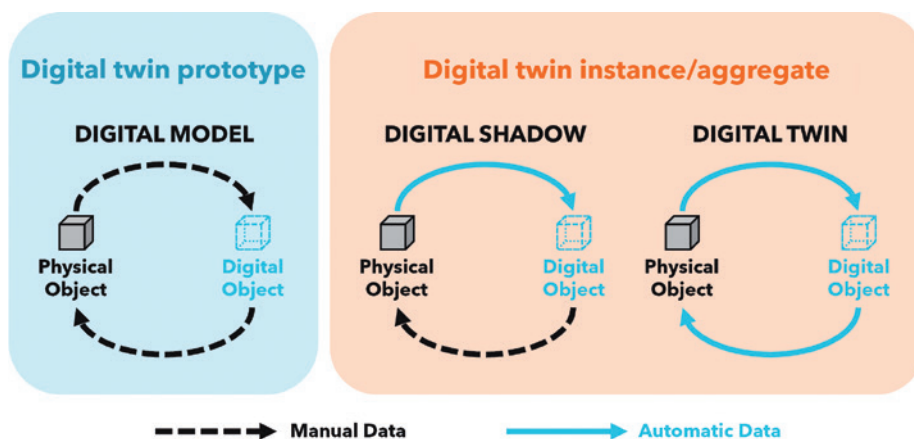 Digital twin prototype
Digital twin instance/aggregate
DIGITAL MODEL
DIGITAL SHADOW
DIGITAL TWIN
Physical
Object
Digital
Object
Physical
Object
Digital
Object
Physical
Object
Digital
Object
Manual Data
Automatic Data